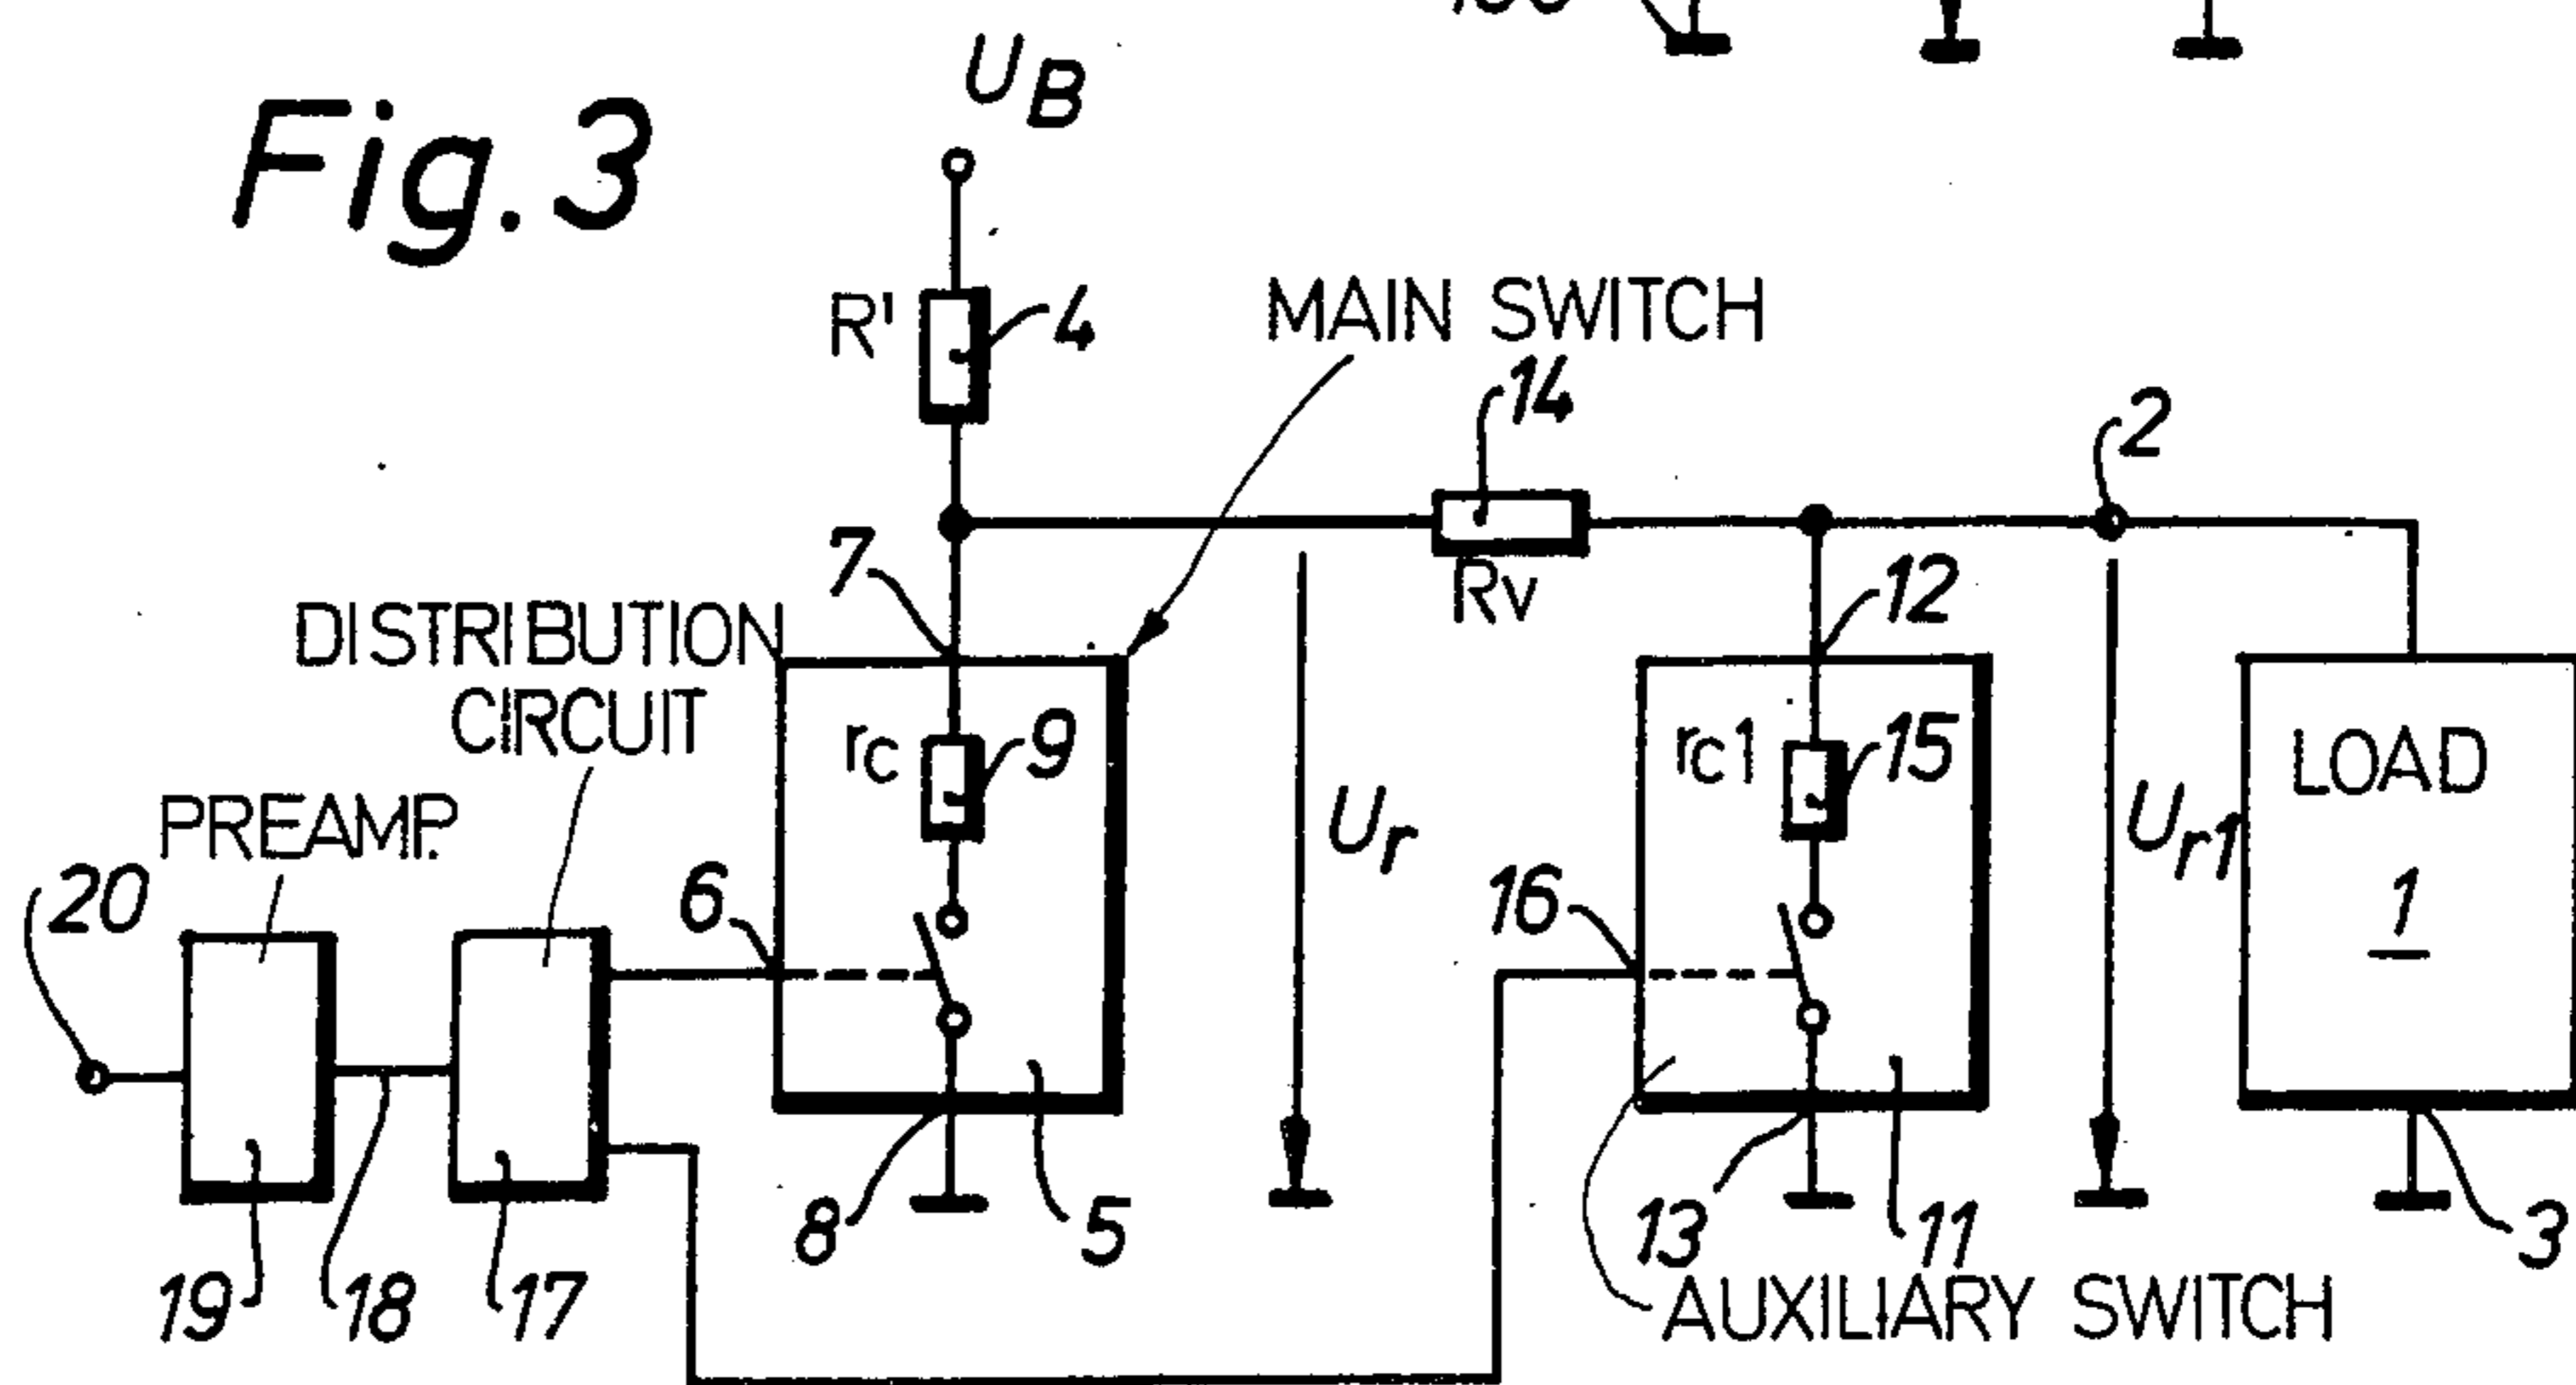 Fig. 3
U_B
R'
4
MAIN SWITCH
14
2
7
Rv
12
DISTRIBUTION
CIRCUIT
rc
9
rc1
15
LOAD
PREAMP.
Ur
Ur1
1
20
6
16
8
5
13
11
3
19
18
17
AUXILIARY SWITCH